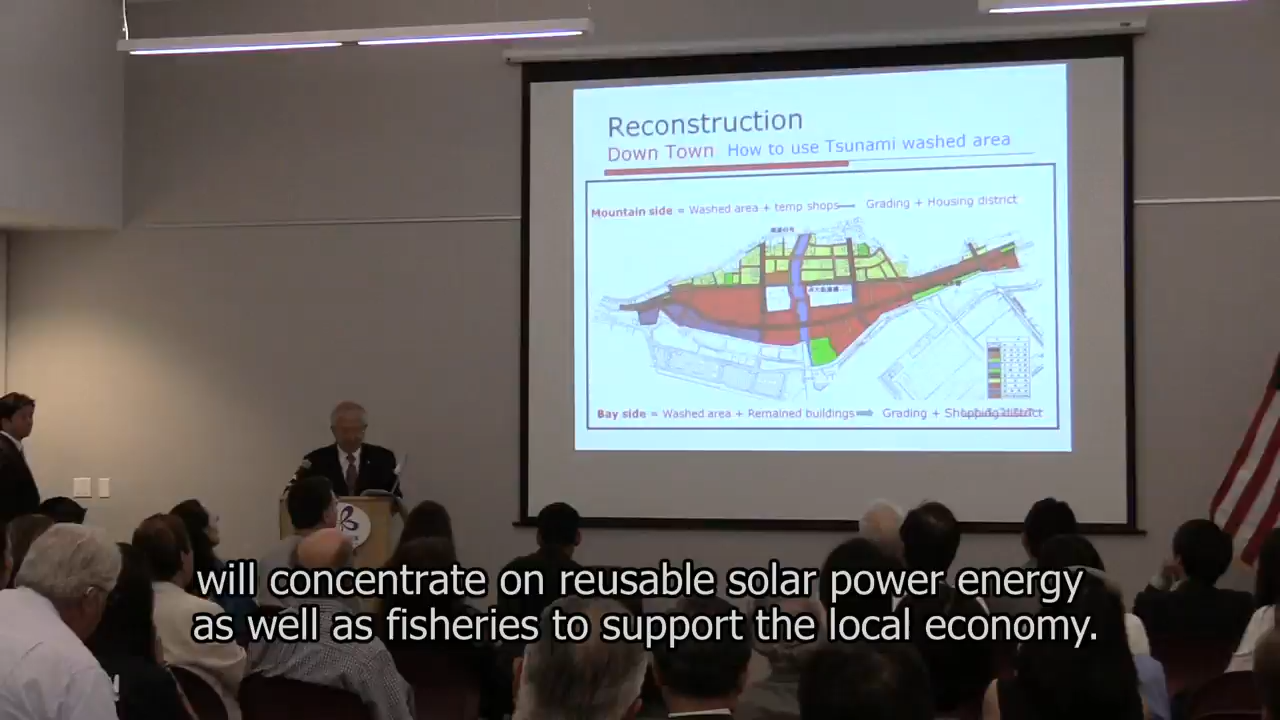 Reconstruction
Down Town How to use Tsunami washed area
Mountain side = Washed area + temp shops Grading + Housing district
Bay side = Washed area + Remained buildings Grading + Shopping district
will concentrate on reusable solar power energy
as well as fisheries to support the local economy.